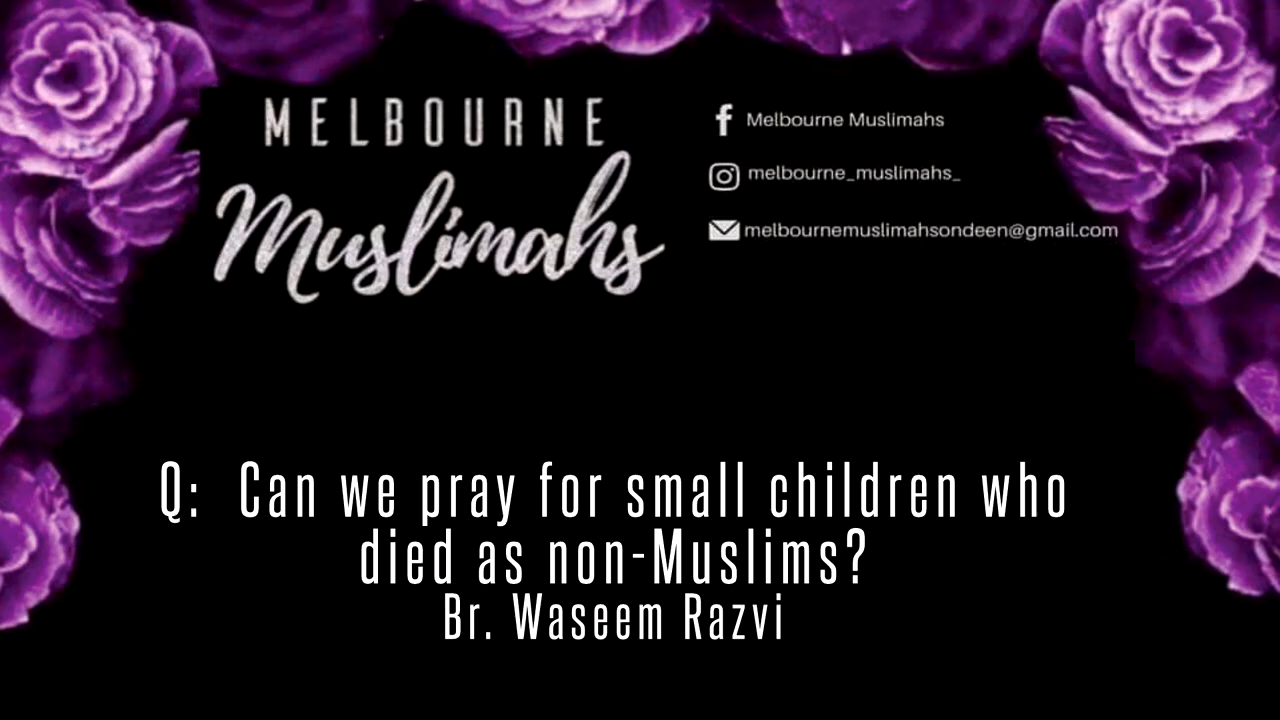 MELBOURNE
Muslimahs
Melbourne Muslimahs
melbourne_muslimahs_
melbournemuslimahsondeen@gmail.com
Q: Can we pray for small children who
died as non-Muslims?
Br. Waseem Razvi